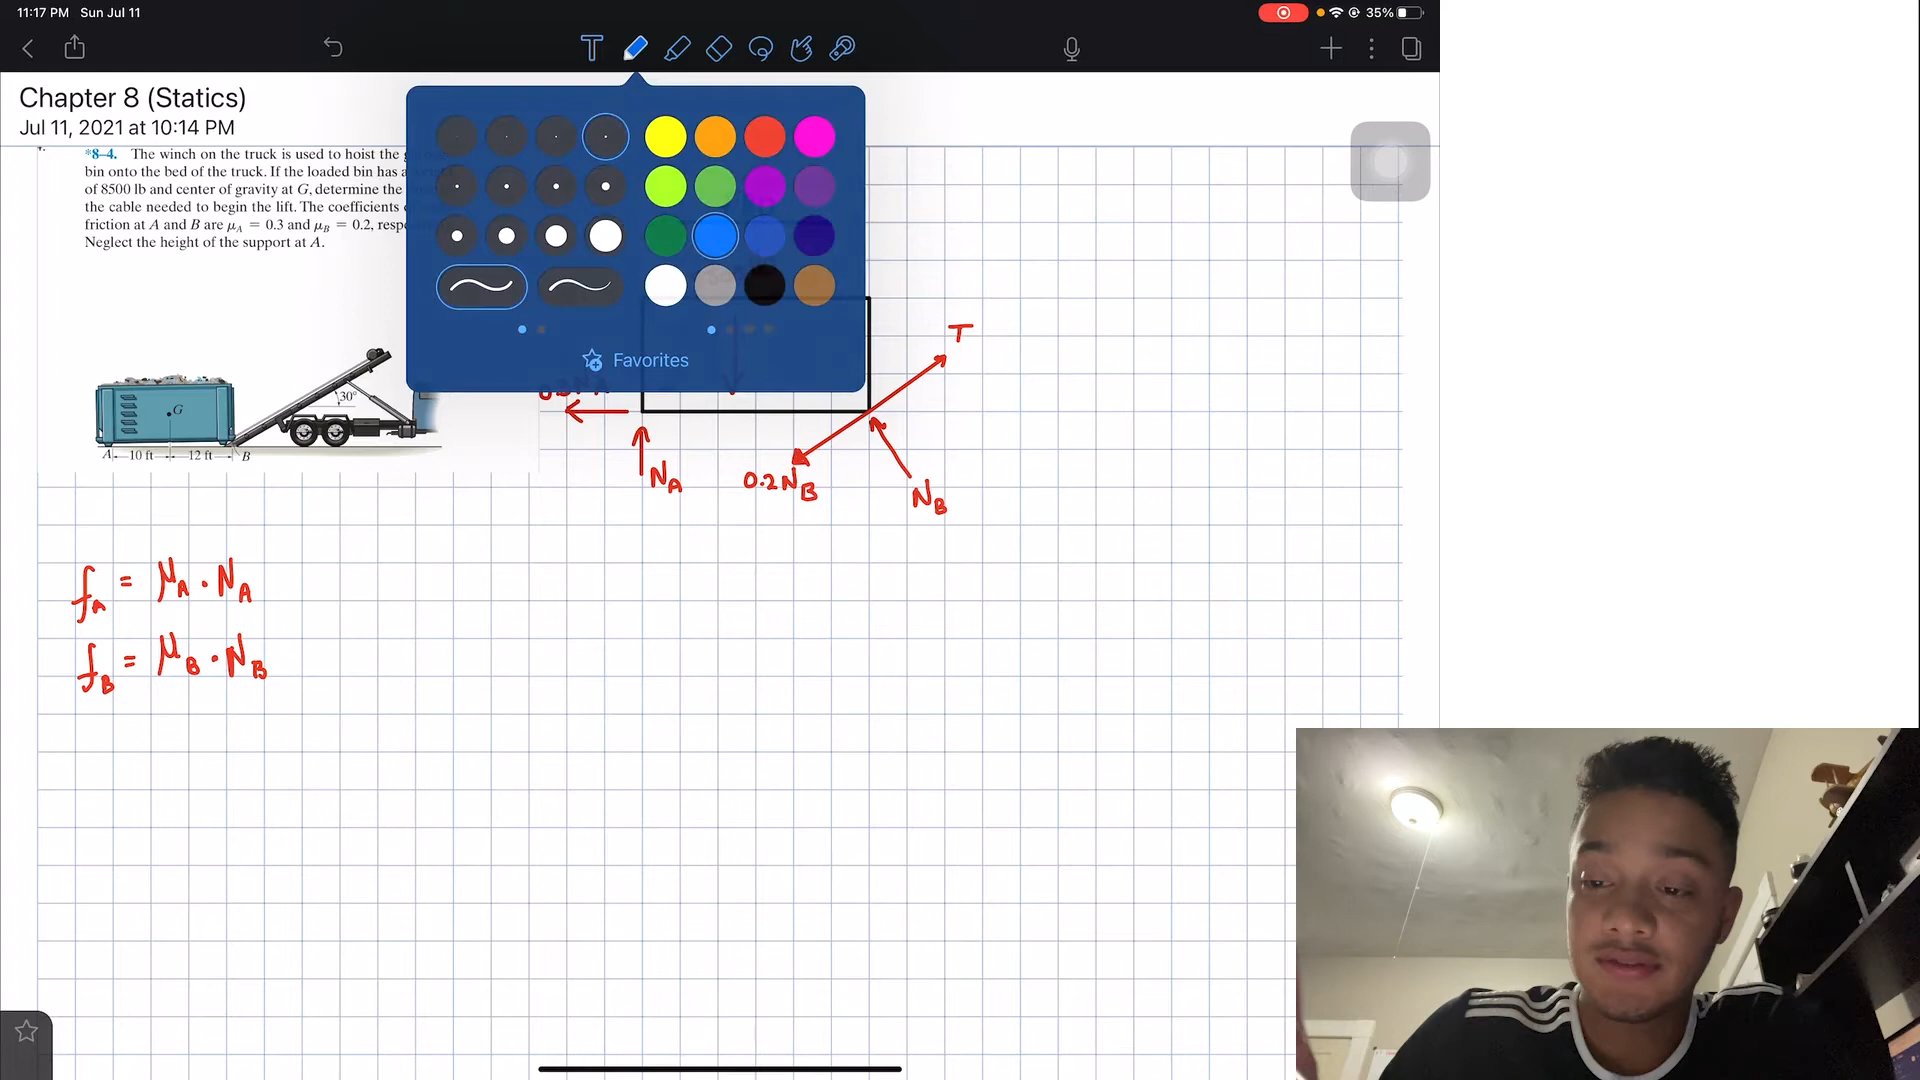 11:17 PM Sun Jul 11
35%
T
Chapter 8 (Statics)
Jul 11, 2021 at 10:14 PM
*8–4. The winch on the truck is used to hoist the
bin onto the bed of the truck. If the loaded bin has a
of 8500 lb and center of gravity at G, determine the
the cable needed to begin the lift. The coefficients
friction at A and B are μA = 0.3 and μB = 0.2,
Neglect the height of the support at A.
Favorites
G
30°
A 10 ft 12 ft B
T
NA
0.2NB
NB
fA = μA · NA
fB = μB · NB